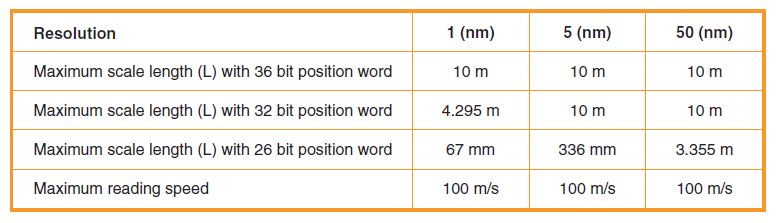 Resolution 1 (nm) 5 (nm) 50 (nm)
Maximum scale length (L) with 36 bit position word 10 m 10 m 10 m
Maximum scale length (L) with 32 bit position word 4.295 m 10 m 10 m
Maximum scale length (L) with 26 bit position word 67 mm 336 mm 3.355 m
Maximum reading speed 100 m/s 100 m/s 100 m/s